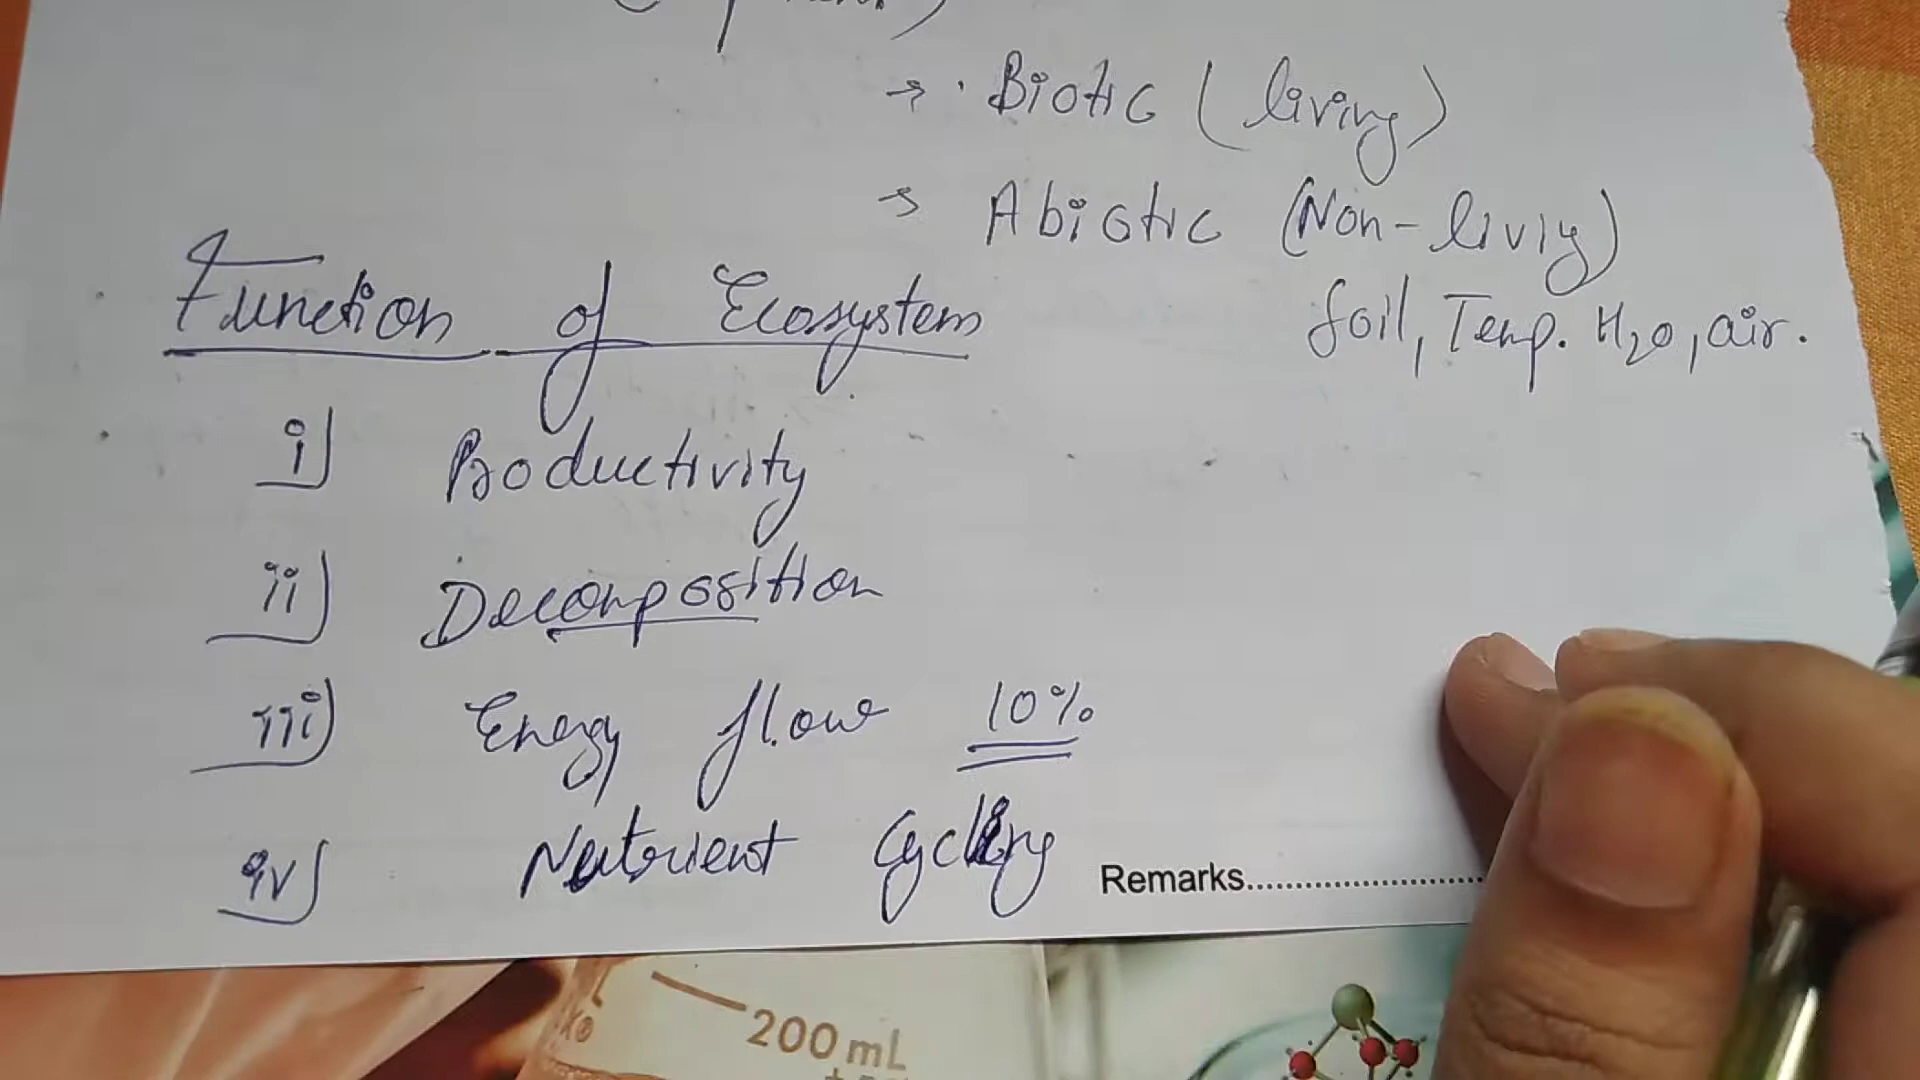 → Biotic (living)
→ Abiotic (Non-living)
Soil, Temp. H2O, air.
Function of Ecosystem
i) Productivity
ii) Decomposition
iii) Energy flow 10%
iv) Nutrient Cycling
Remarks..............................
200 mL